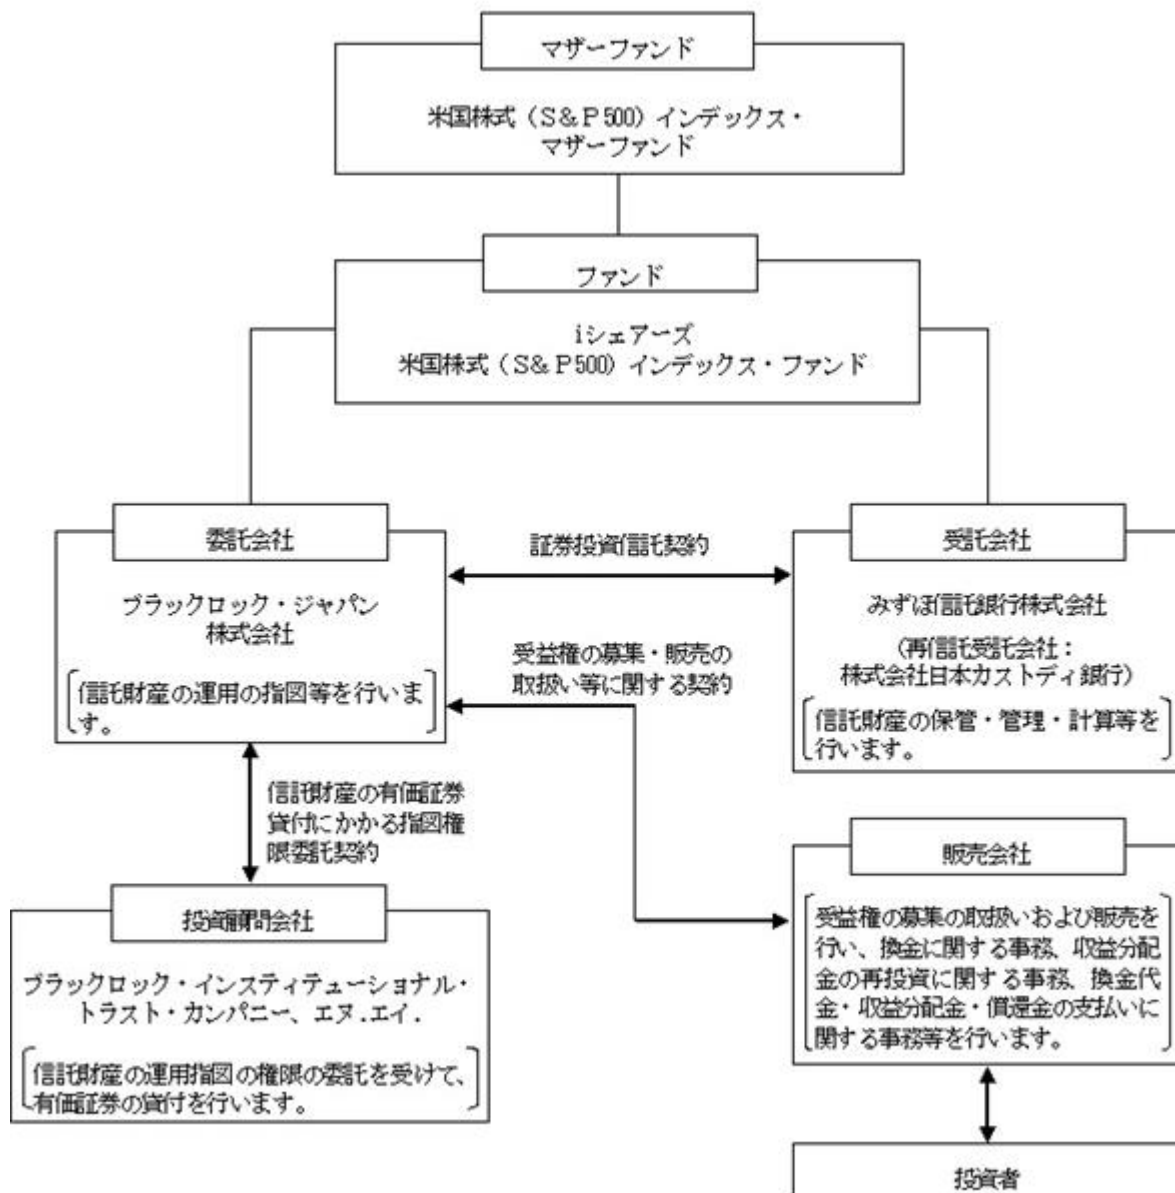 マザーファンド
米国株式（S＆P500）インデックス・
マザーファンド
ファンド
iシェアーズ
米国株式（S＆P500）インデックス・ファンド
委託会社
ブラックロック・ジャパン
株式会社
信託財産の運用の指図等を行いま
す。
証券投資信託契約
受益権の募集・販売の
取扱い等に関する契約
受託会社
みずほ信託銀行株式会社
（再信託受託会社：
株式会社日本カストディ銀行）
信託財産の保管・管理・計算等を
行います。
信託財産の有価証券
貸付にかかる指図権
限委託契約
投資顧問会社
ブラックロック・インスティテューショナル・
トラスト・カンパニー、エヌ.エイ.
信託財産の運用指図の権限の委託を受けて、
有価証券の貸付を行います。
販売会社
受益権の募集の取扱いおよび販売を
行い、換金に関する事務、収益分配
金の再投資に関する事務、換金代
金・収益分配金・償還金の支払いに
関する事務等を行います。
投資者